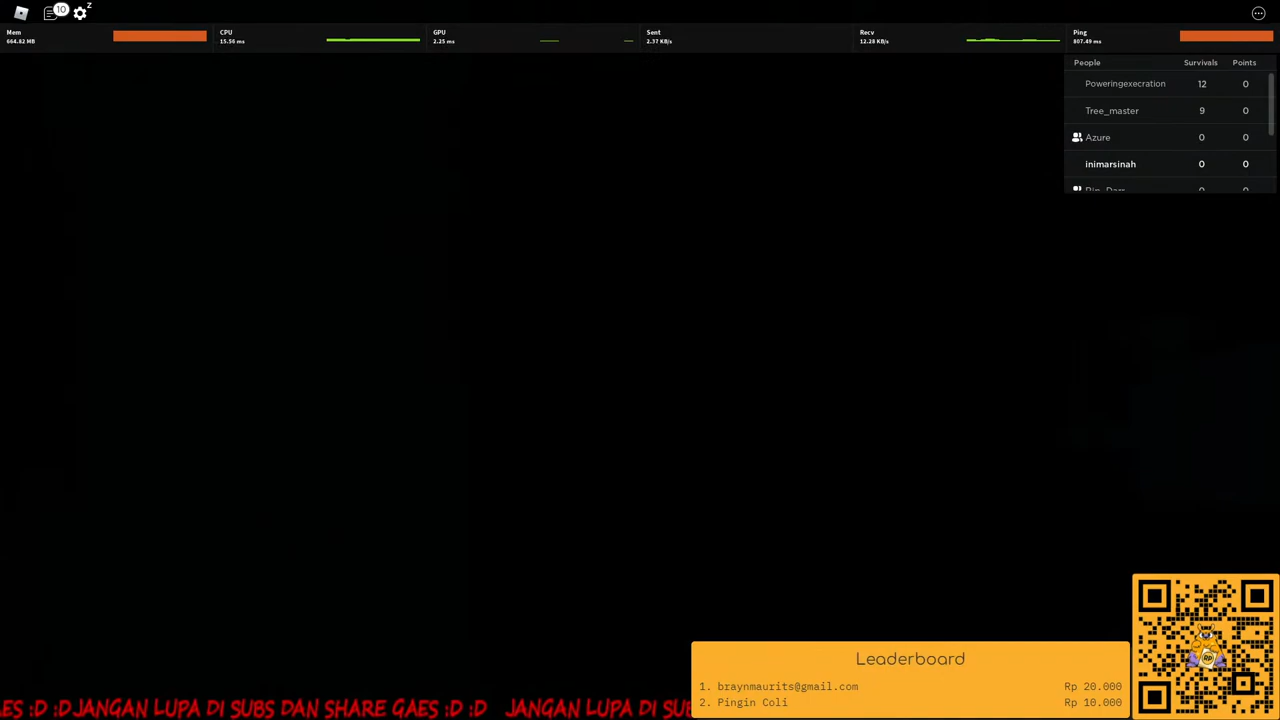 10
Z
Mem
664.82 MB
CPU
15.56 ms
GPU
2.25 ms
Sent
2.37 KB/s
Recv
12.28 KB/s
Ping
807.49 ms
People Survivals Points
Poweringexecration 12 0
Tree_master 9 0
Azure 0 0
inimarsinah 0 0
Leaderboard
1. braynmaurits@gmail.com Rp 20.000
2. Pingin Coli Rp 10.000
RP
ES :D :DJANGAN LUPA DI SUBS DAN SHARE GAES :D :D JANGAN LUPA DI SUB